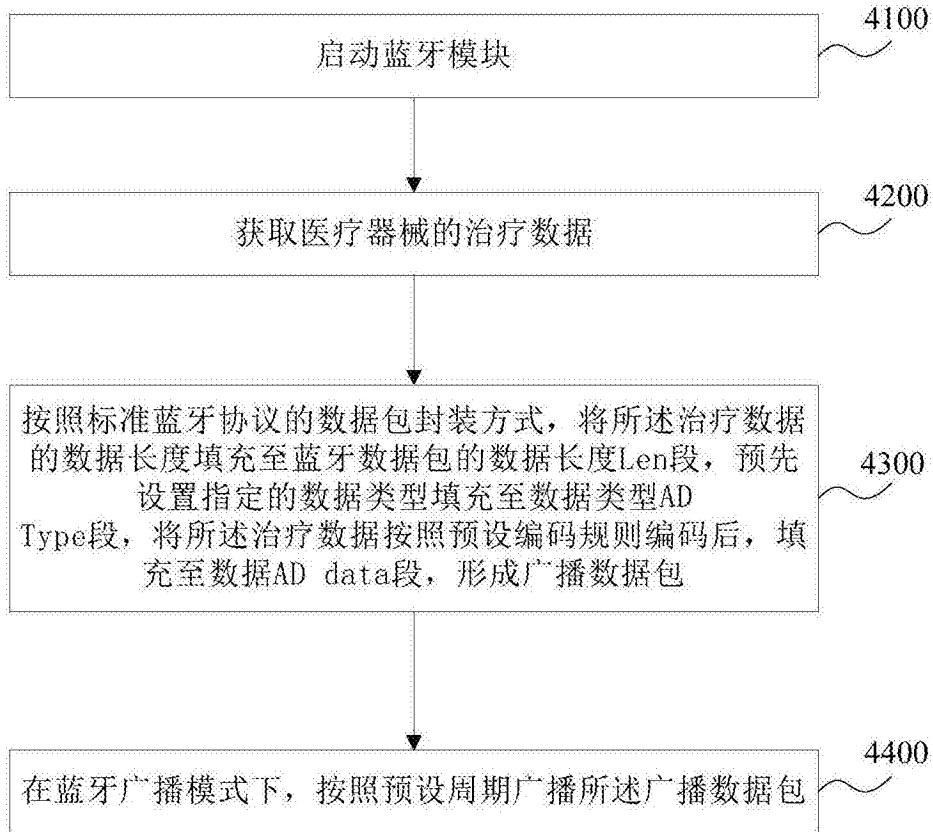 4100
启动蓝牙模块
4200
获取医疗器械的治疗数据
4300
按照标准蓝牙协议的数据包封装方式，将所述治疗数据
的数据长度填充至蓝牙数据包的数据长度Len段，预先
设置指定的数据类型填充至数据类型AD
Type段，将所述治疗数据按照预设编码规则编码后，填
充至数据AD data段，形成广播数据包
4400
在蓝牙广播模式下，按照预设周期广播所述广播数据包